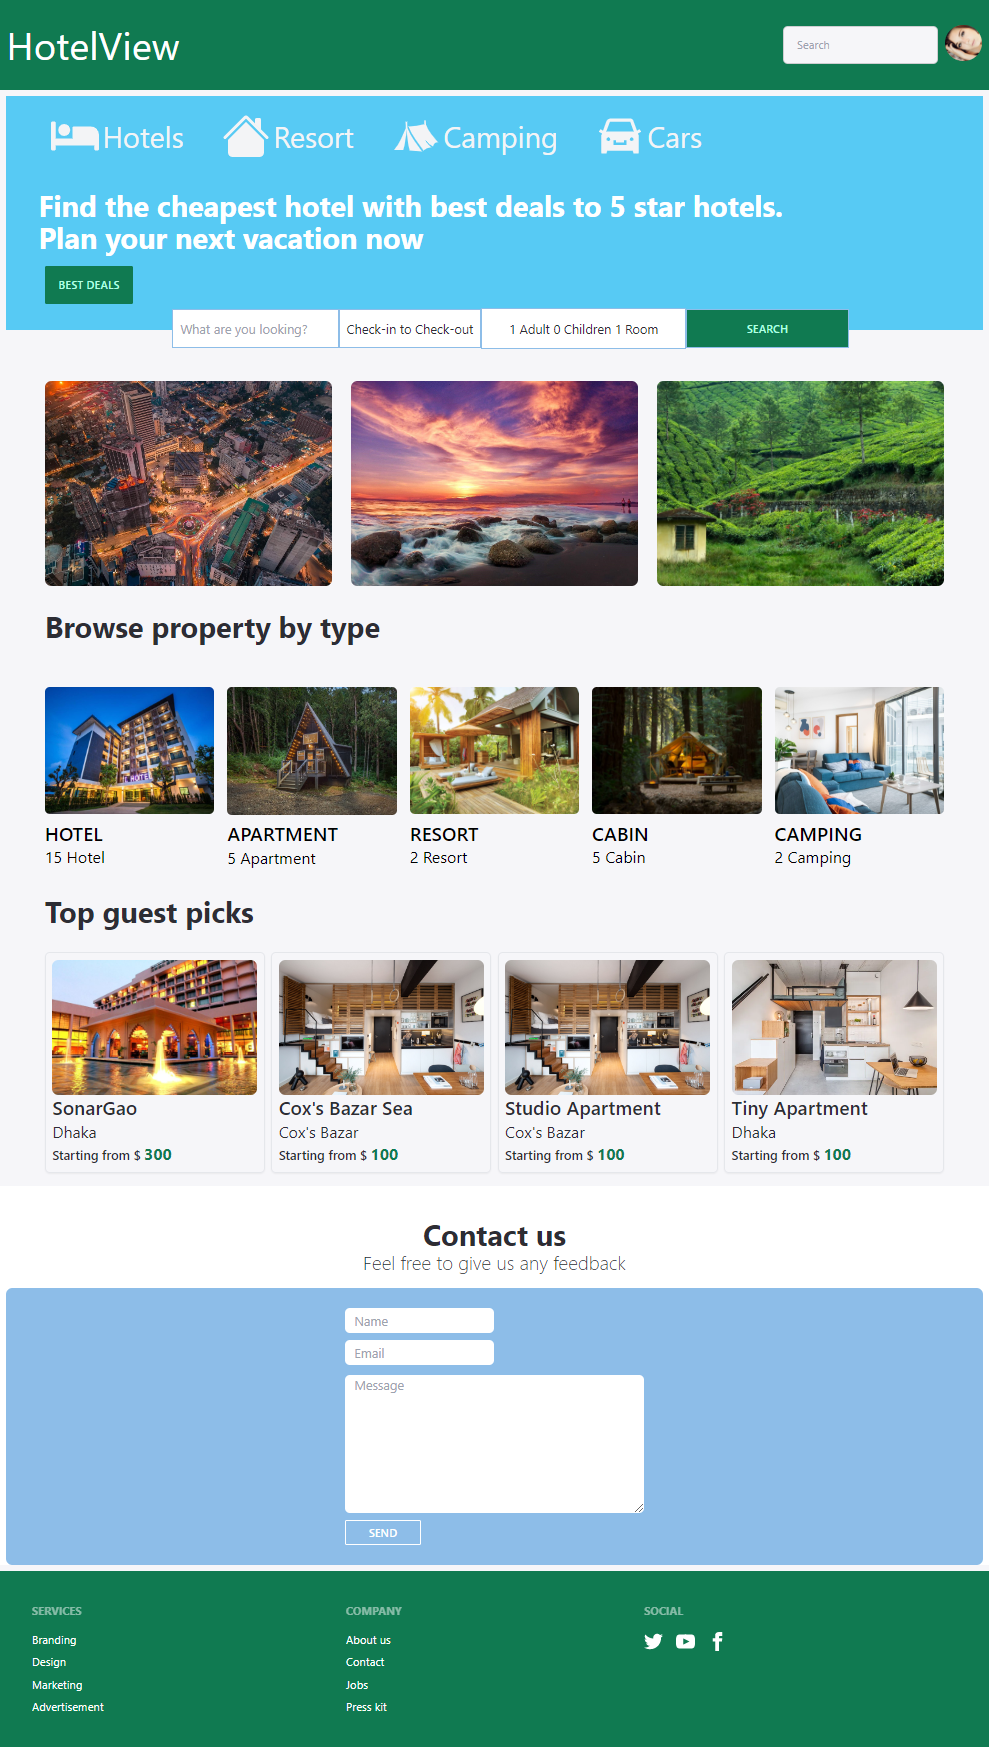 HotelView
Search
Hotels
Resort
Camping
Cars
Find the cheapest hotel with best deals to 5 star hotels.
Plan your next vacation now
BEST DEALS
What are you looking?
Check-in to Check-out
1 Adult 0 Children 1 Room
SEARCH
Browse property by type
HOTEL
HOTEL
15 Hotel
APARTMENT
5 Apartment
RESORT
2 Resort
CABIN
5 Cabin
CAMPING
2 Camping
Top guest picks
SonarGao
Dhaka
Starting from $ 300
Cox's Bazar Sea
Cox's Bazar
Starting from $ 100
Studio Apartment
Cox's Bazar
Starting from $ 100
Tiny Apartment
Dhaka
Starting from $ 100
Contact us
Feel free to give us any feedback
Name
Email
Message
SEND
SERVICES
Branding
Design
Marketing
Advertisement
COMPANY
About us
Contact
Jobs
Press kit
SOCIAL